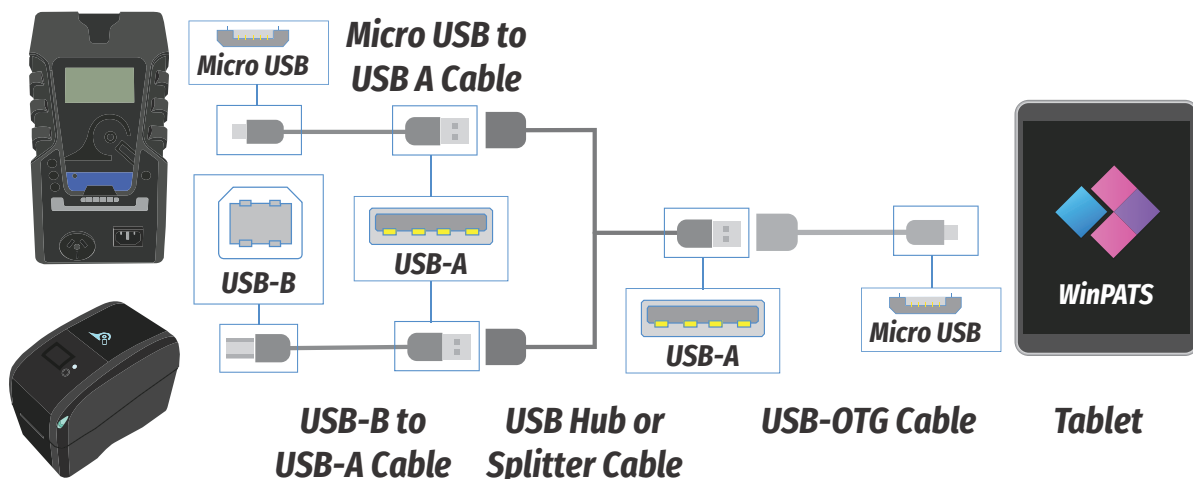 Micro USB
Micro USB to
USB A Cable
USB-B
USB-A
USB-A
Micro USB
WinPATS
USB-B to
USB-A Cable
USB Hub or
Splitter Cable
USB-OTG Cable
Tablet